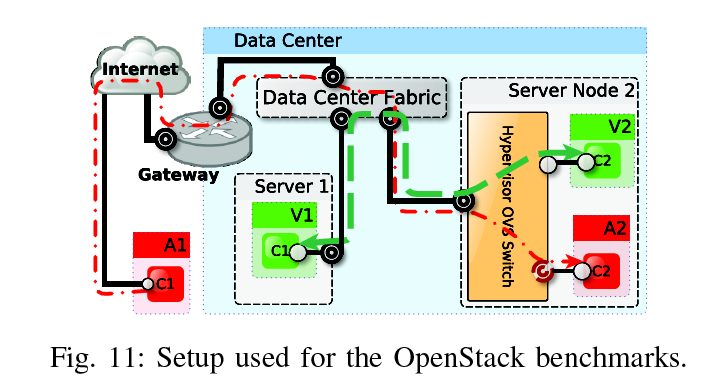 Data Center
Internet
Data Center Fabric
Server Node 2
Gateway
Hypervisor OVS Switch
V2
C2
Server 1
V1
C1
A1
C1
A2
C2
Fig. 11: Setup used for the OpenStack benchmarks.